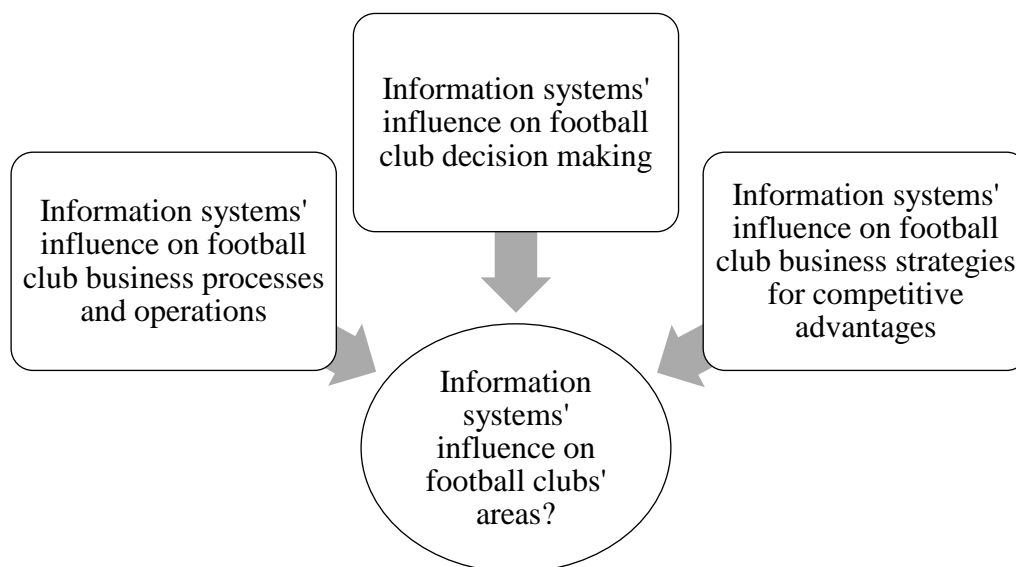 Information systems'
influence on football
club decision making
Information systems'
influence on football
club business processes
and operations
Information systems'
influence on football
club business strategies
for competitive
advantages
Information
systems'
influence on
football clubs'
areas?